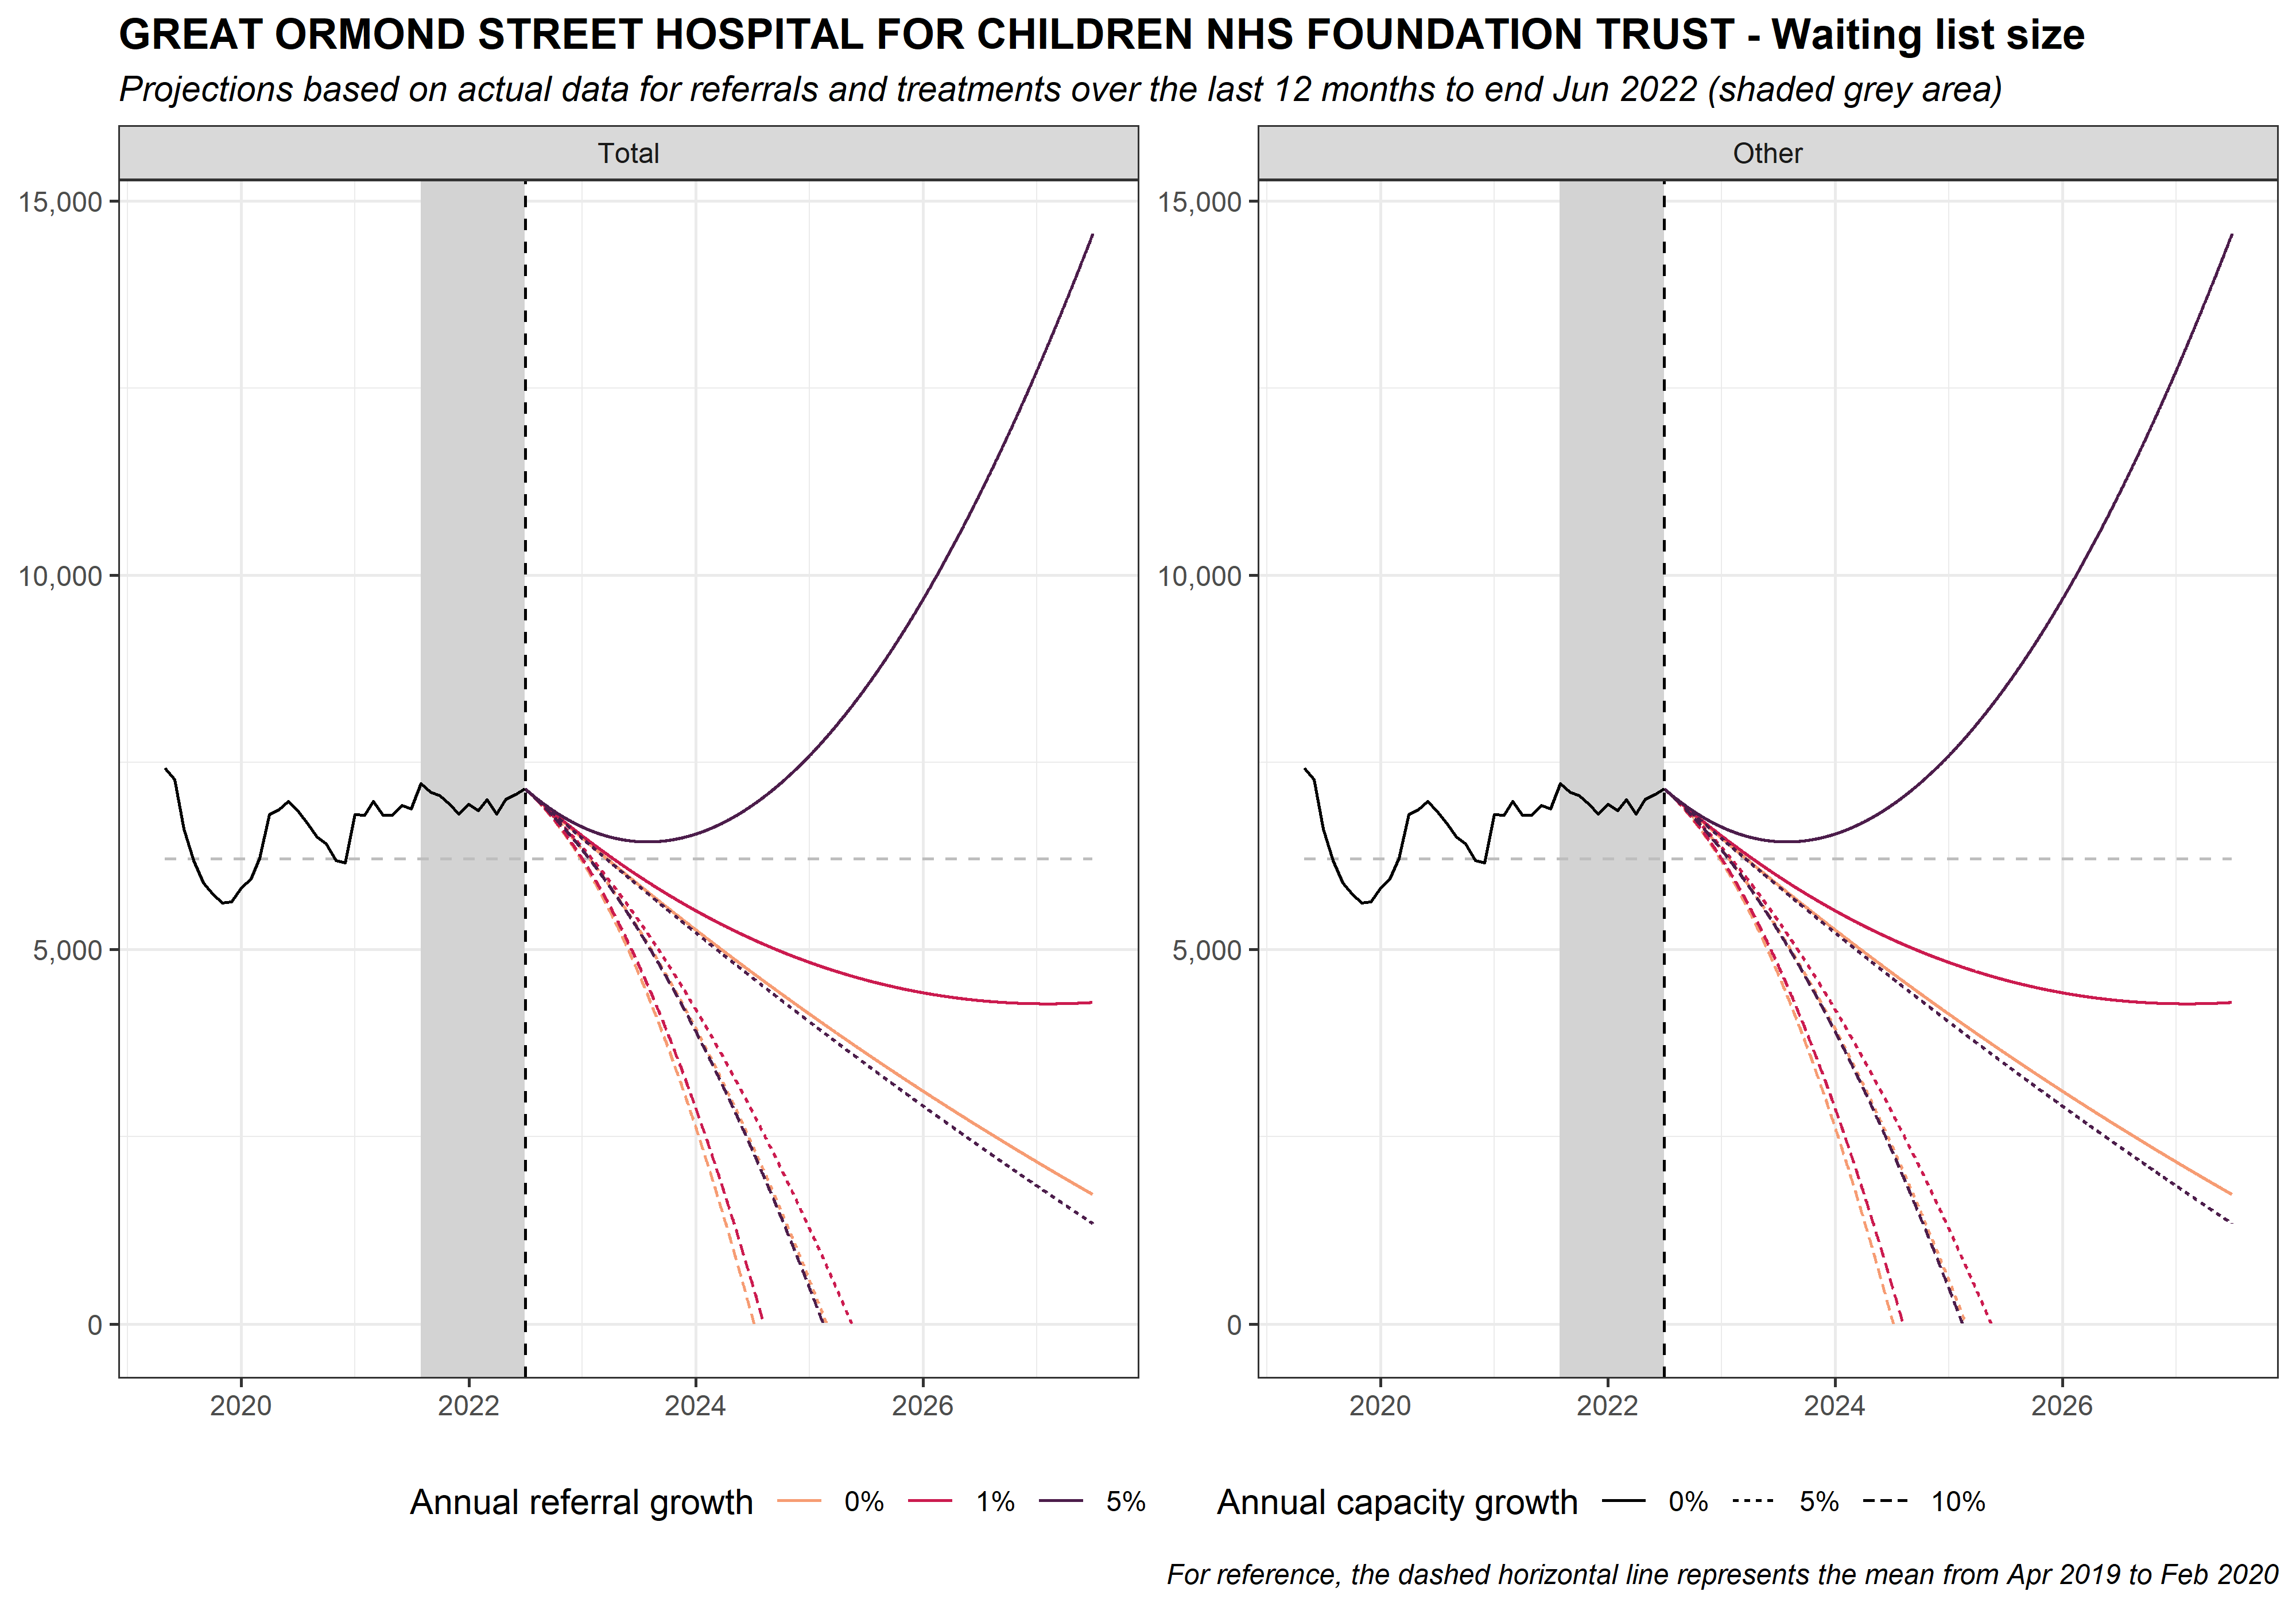 GREAT ORMOND STREET HOSPITAL FOR CHILDREN NHS FOUNDATION TRUST - Waiting list size
Projections based on actual data for referrals and treatments over the last 12 months to end Jun 2022 (shaded grey area)
Total
15,000
10,000
5,000
0
2020 2022 2024 2026
Other
15,000
10,000
5,000
0
2020 2022 2024 2026
Annual referral growth 0% 1% 5%
Annual capacity growth 0% 5% 10%
For reference, the dashed horizontal line represents the mean from Apr 2019 to Feb 2020